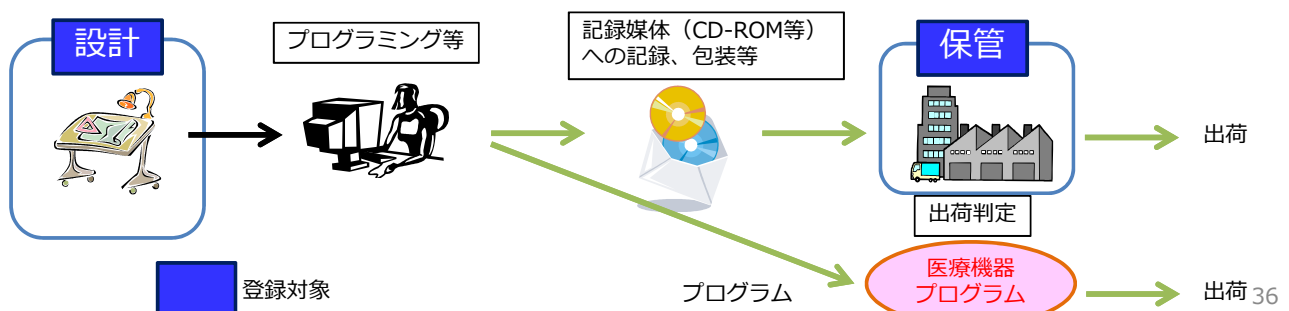 設計
プログラミング等
記録媒体（CD-ROM等）
への記録、包装等
保管
出荷
出荷判定
医療機器
プログラム
登録対象
プログラム
出荷
36